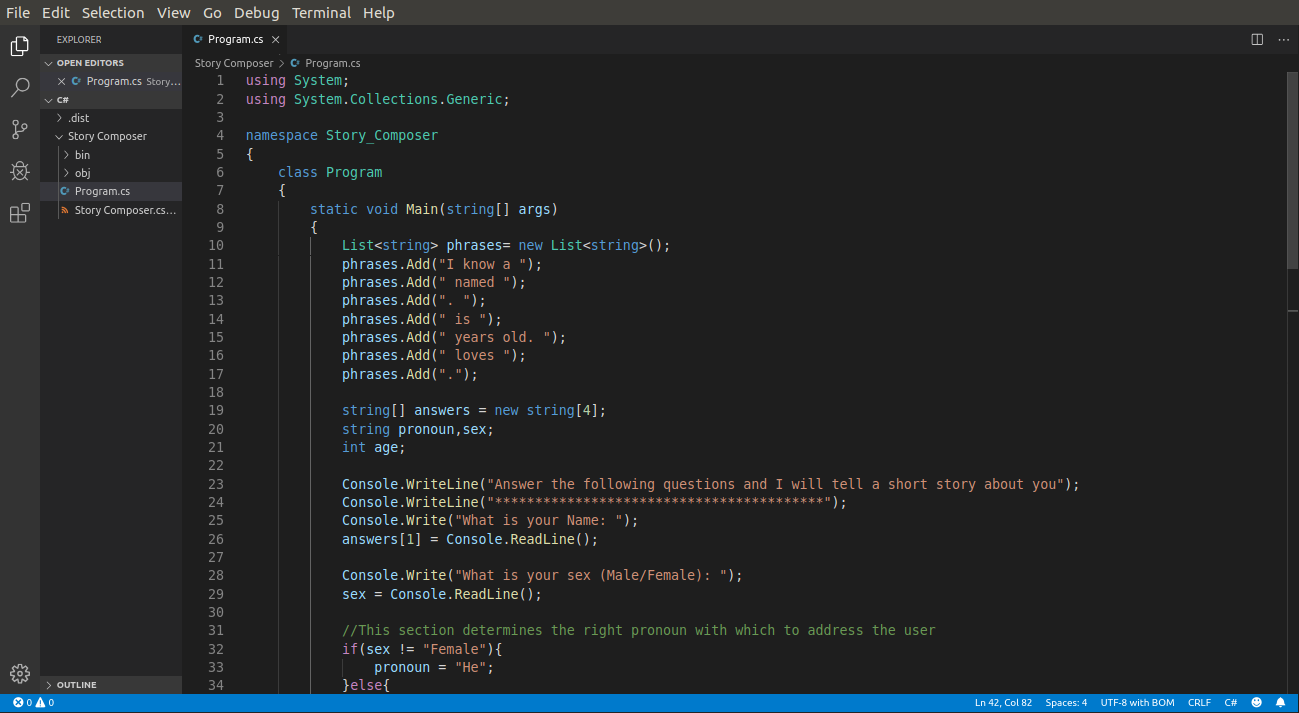 File Edit Selection View Go Debug Terminal Help
EXPLORER
OPEN EDITORS
Program.cs Story...
C#
.dist
Story Composer
bin
obj
Program.cs
Story Composer.cs...
OUTLINE
Program.cs
Story Composer > Program.cs
1 using System;
2 using System.Collections.Generic;
3
4 namespace Story_Composer
5 {
6 class Program
7 {
8 static void Main(string[] args)
9 {
10 List<string> phrases= new List<string>();
11 phrases.Add("I know a ");
12 phrases.Add(" named ");
13 phrases.Add(". ");
14 phrases.Add(" is ");
15 phrases.Add(" years old. ");
16 phrases.Add(" loves ");
17 phrases.Add(".");
18
19 string[] answers = new string[4];
20 string pronoun,sex;
21 int age;
22
23 Console.WriteLine("Answer the following questions and I will tell a short story about you");
24 Console.WriteLine("*****************************************");
25 Console.Write("What is your Name: ");
26 answers[1] = Console.ReadLine();
27
28 Console.Write("What is your sex (Male/Female): ");
29 sex = Console.ReadLine();
30
31 //This section determines the right pronoun with which to address the user
32 if(sex != "Female"){
33 pronoun = "He";
34 }else{
0 0 Ln 42, Col 82 Spaces: 4 UTF-8 with BOM CRLF C#